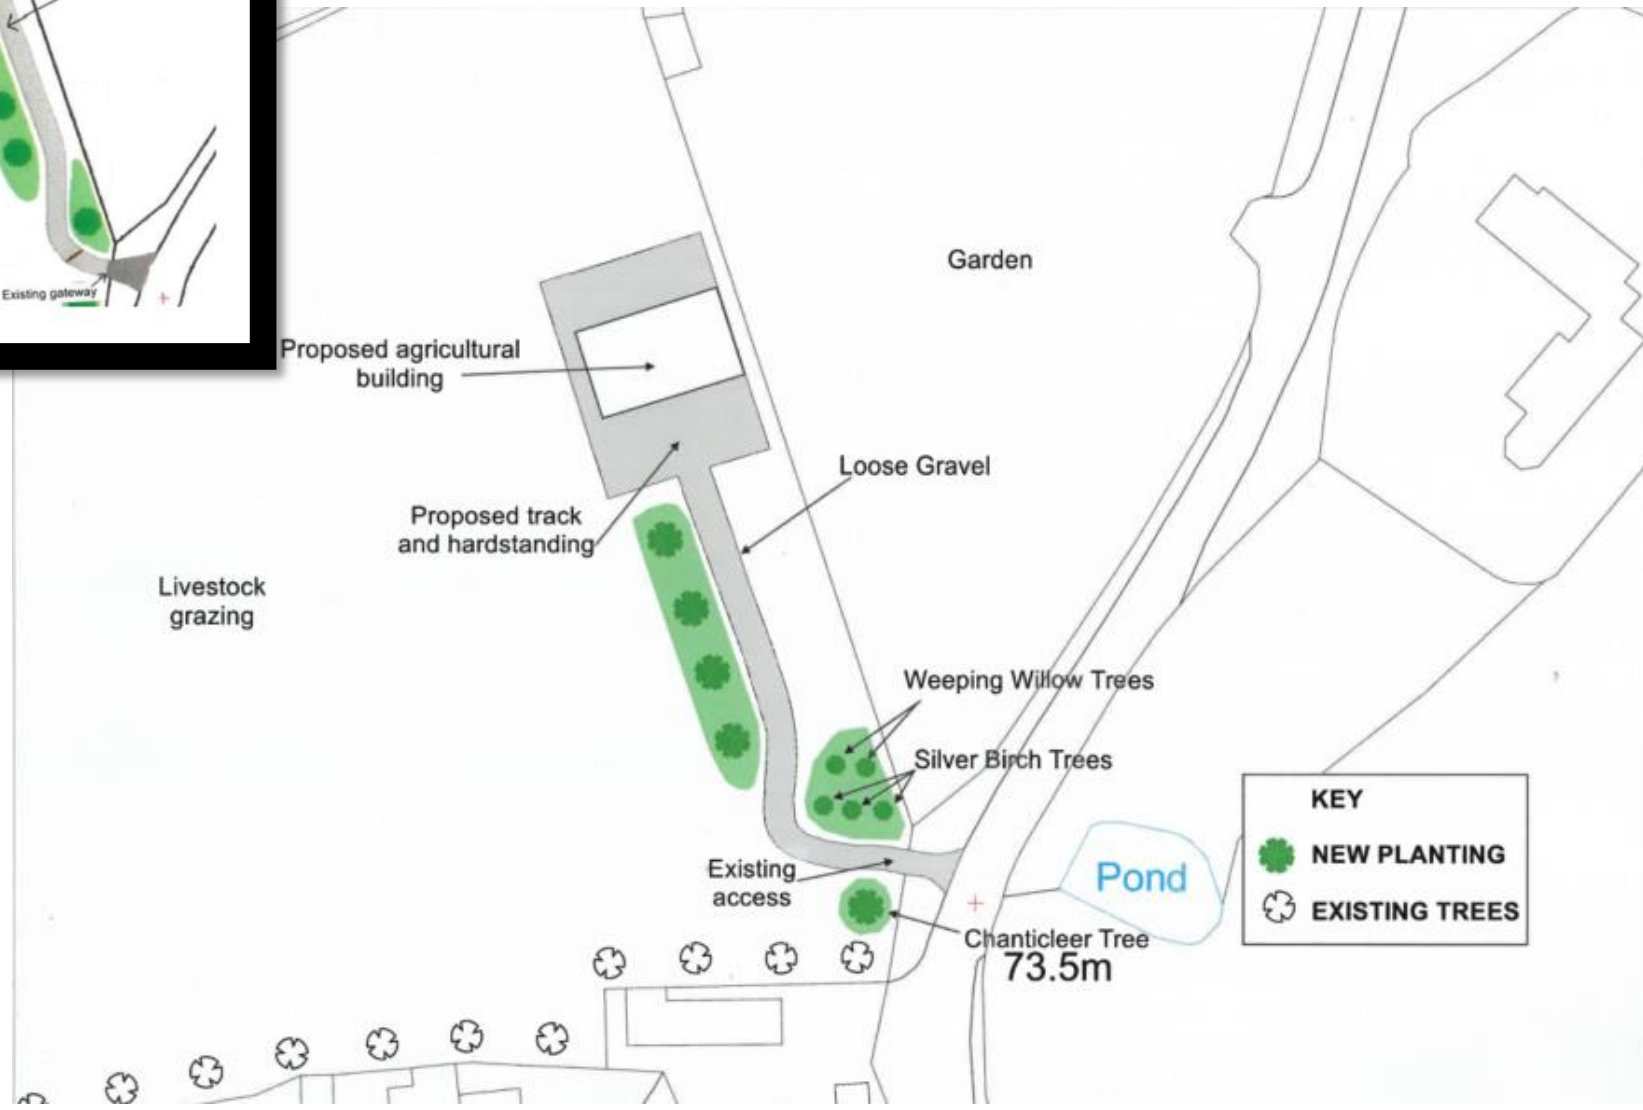 Existing gateway
Garden
Proposed agricultural
building
Loose Gravel
Proposed track
and hardstanding
Livestock
grazing
Weeping Willow Trees
Silver Birch Trees
KEY
NEW PLANTING
EXISTING TREES
Existing
access
Pond
Chanticleer Tree
73.5m